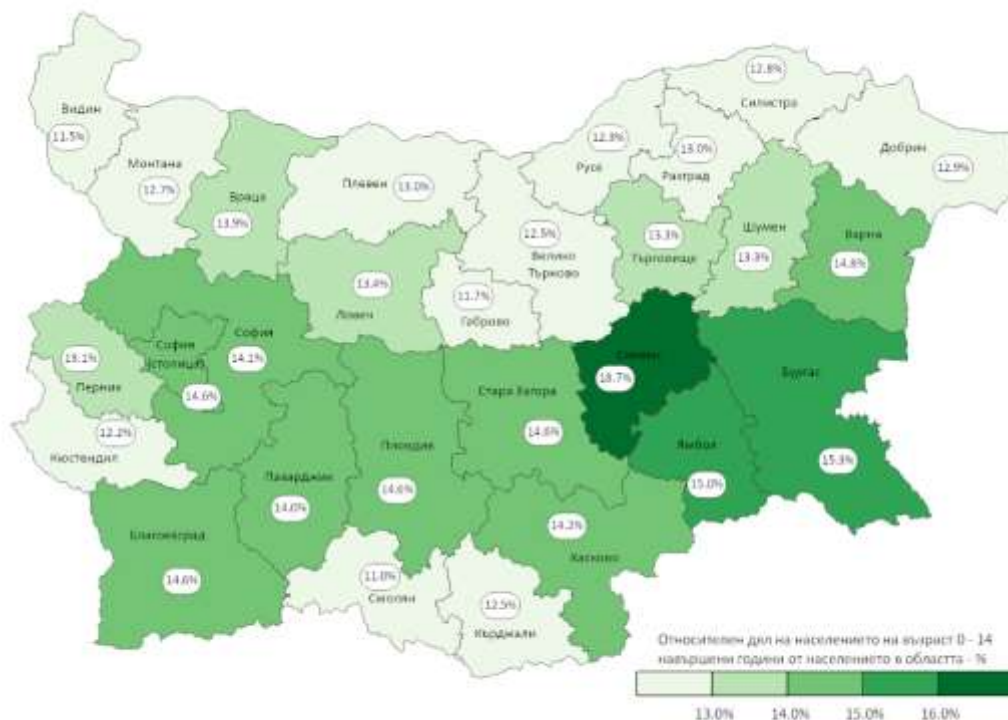 12.8%
Силистра
Видин
11.5%
Монтана
12.7%
Враца
13.9%
Плевен
13.0%
12.3%
Русе
13.0%
Разград
Добрич
12.9%
12.5%
Велико
Търново
13.3%
Търговище
Шумен
13.3%
Варна
14.8%
13.4%
Ловеч
11.7%
Габрово
София
14.1%
София
(столица)
14.6%
13.1%
Перник
12.2%
Кюстендил
Сливен
18.7%
Бургас
15.3%
Ямбол
15.0%
Стара Загора
14.6%
Пловдив
14.6%
Пазарджик
14.0%
Благоевград
14.6%
14.2%
Хасково
Смолян
12.5%
Кърджали
Относителен дял на населението на възраст 0 - 14
навършени години от населението в областта - %
13.0%
14.0%
15.0%
16.0%